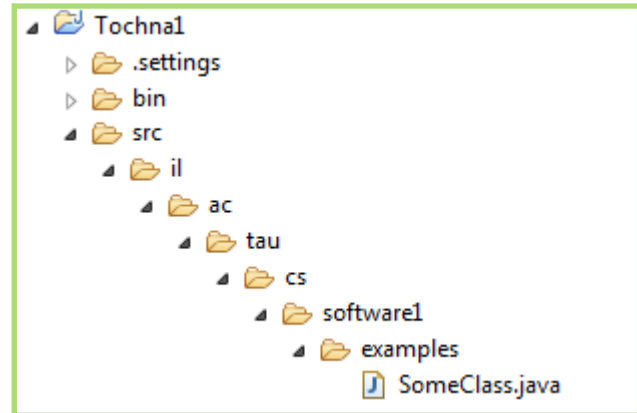 Tochna1
.settings
bin
src
il
ac
tau
cs
software1
examples
SomeClass.java